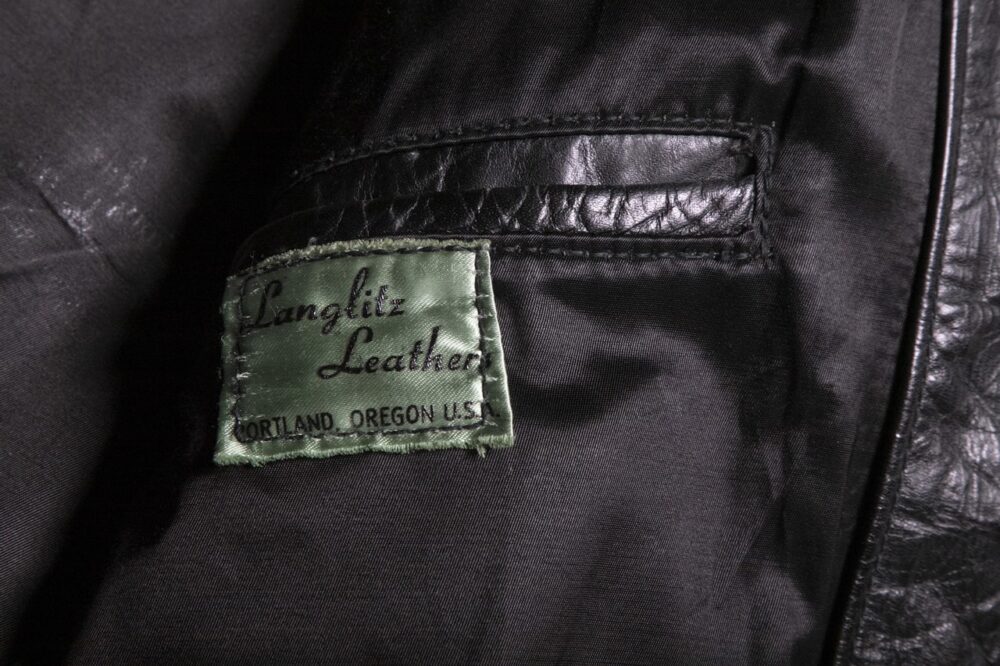 Langlitz
Leathers
PORTLAND, OREGON U.S.A.